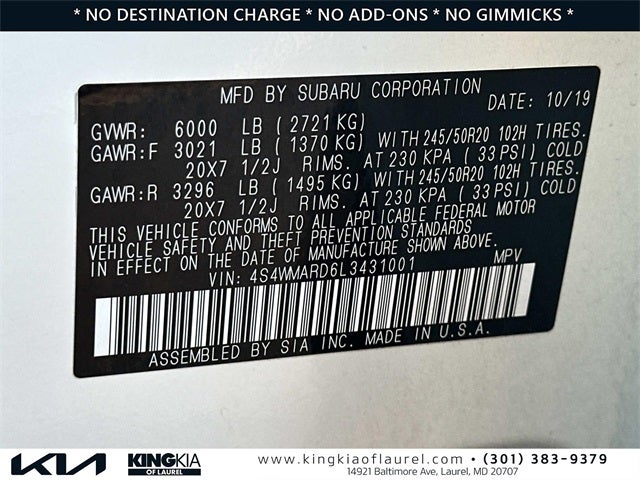 * NO DESTINATION CHARGE * NO ADD-ONS * NO GIMMICKS *
MFD BY SUBARU CORPORATION
DATE: 10/19
GVWR: 6000 LB (2721 KG)
GAWR:F 3021 LB (1370 KG) WITH 245/50R20 102H TIRES.
20X7 1/2J RIMS. AT 230 KPA (33 PSI) COLD
GAWR:R 3296 LB (1495 KG) WITH 245/50R20 102H TIRES.
20X7 1/2J RIMS. AT 230 KPA (33 PSI) COLD
THIS VEHICLE CONFORMS TO ALL APPLICABLE FEDERAL MOTOR
VEHICLE SAFETY AND THEFT PREVENTION STANDARDS
IN EFFECT ON THE DATE OF MANUFACTURE SHOWN ABOVE.
VIN: 4S4WMARD6L3431001 MPV
ASSEMBLED BY SIA INC. MADE IN U.S.A.
KIA KING KIA OF LAUREL
www.kingkiaoflaurel.com • (301) 383-9379
14921 Baltimore Ave, Laurel, MD 20707